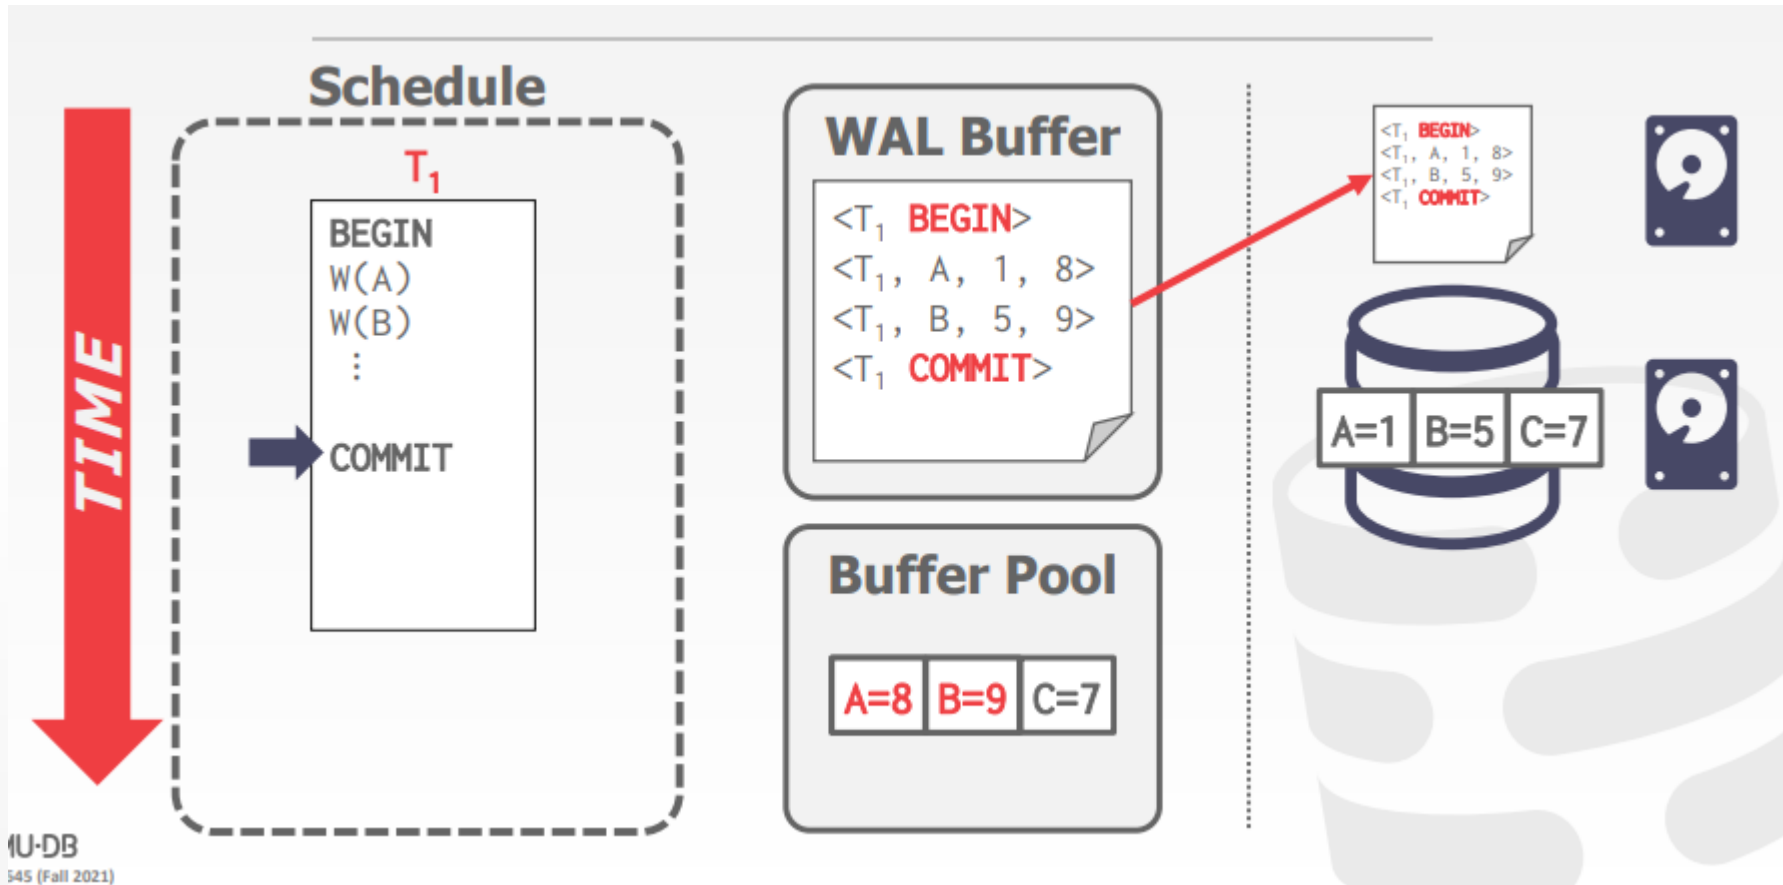 Schedule
TIME
T1
BEGIN
W(A)
W(B)
⋮
COMMIT
WAL Buffer
<T1 BEGIN>
<T1, A, 1, 8>
<T1, B, 5, 9>
<T1 COMMIT>
Buffer Pool
A=8 B=9 C=7
<T1 BEGIN>
<T1, A, 1, 8>
<T1, B, 5, 9>
<T1 COMMIT>
A=1 B=5 C=7
MU·DB
645 (Fall 2021)